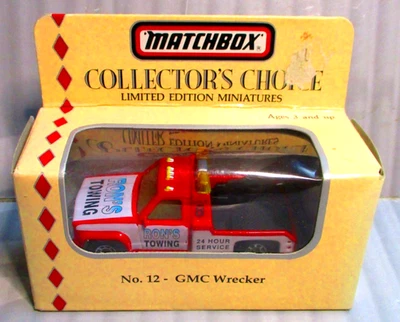 MATCHBOX
COLLECTOR'S CHOICE
LIMITED EDITION MINIATURES
Ages 3 and up
RON'S
TOWING
RON'S
TOWING
24 HOUR
SERVICE
No. 12 - GMC Wrecker